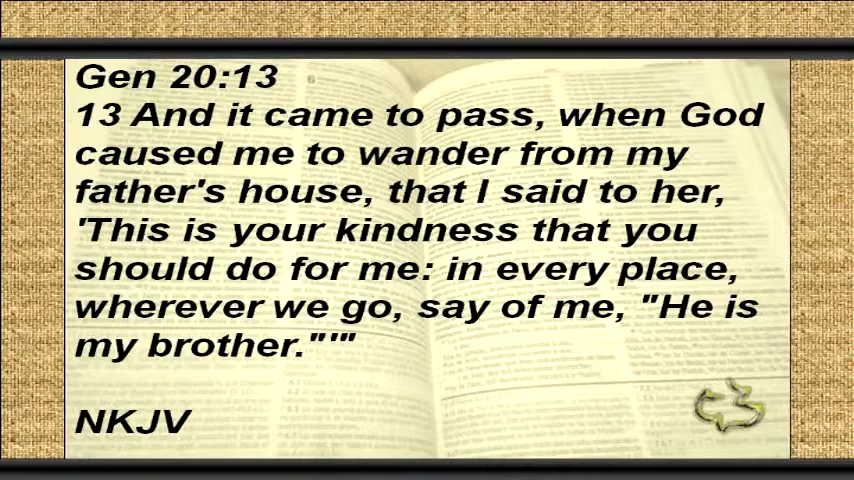 Gen 20:13
13 And it came to pass, when God
caused me to wander from my
father's house, that I said to her,
'This is your kindness that you
should do for me: in every place,
wherever we go, say of me, "He is
my brother."'"
NKJV